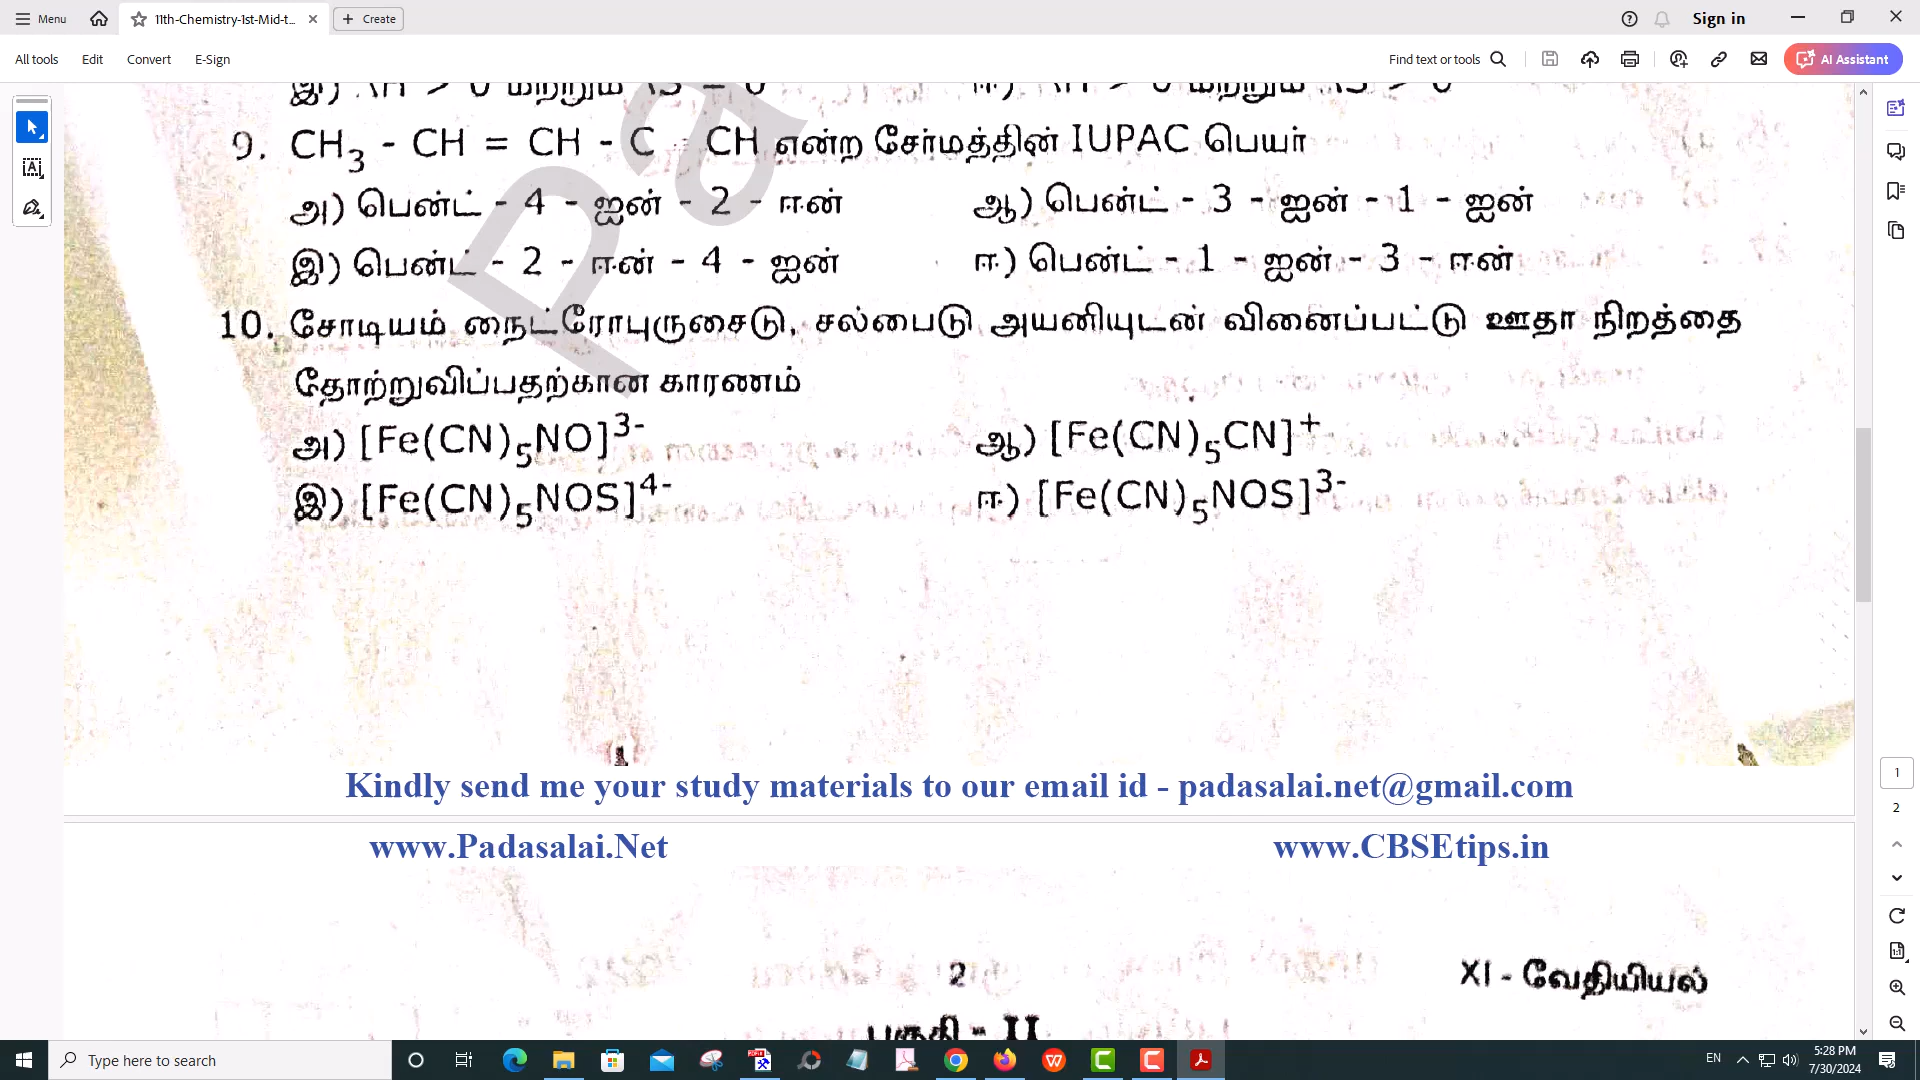 Menu 11th-Chemistry-1st-Mid-t... Create Sign in
All tools Edit Convert E-Sign Find text or tools AI Assistant
9. CH3 - CH = CH - C CH என்ற சேர்மத்தின் IUPAC பெயர்
அ) பென்ட் - 4 - ஐன் - 2 - ஈன் ஆ) பென்ட் - 3 - ஐன் - 1 - ஐன்
இ) பென்ட் - 2 - ஈன் - 4 - ஐன் ஈ) பென்ட் - 1 - ஐன் - 3 - ஈன்
10. சோடியம் நைட்ரோபுருசைடு, சல்பைடு அயனியுடன் வினைப்பட்டு ஊதா நிறத்தை
தோற்றுவிப்பதற்கான காரணம்
அ) [Fe(CN)5NO]3- ஆ) [Fe(CN)5CN]+
இ) [Fe(CN)5NOS]4- ஈ) [Fe(CN)5NOS]3-
Kindly send me your study materials to our email id - padasalai.net@gmail.com
1
2
www.Padasalai.Net www.CBSEtips.in
2 XI - வேதியியல்
பகுதி - II
Type here to search EN 5:28 PM
7/30/2024